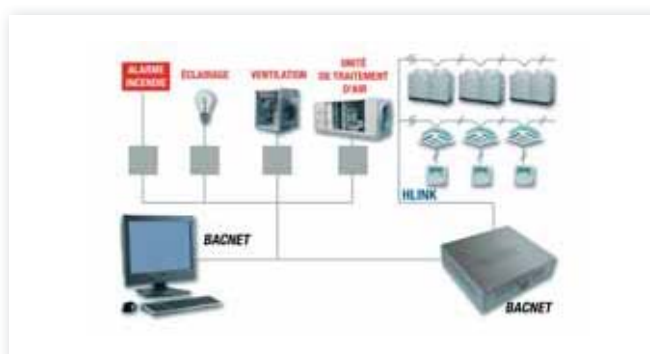 ALARME
INCENDIE
ÉCLAIRAGE
VENTILATION
UNITÉ
DE TRAITEMENT
D'AIR
HLINK
BACNET
BACNET